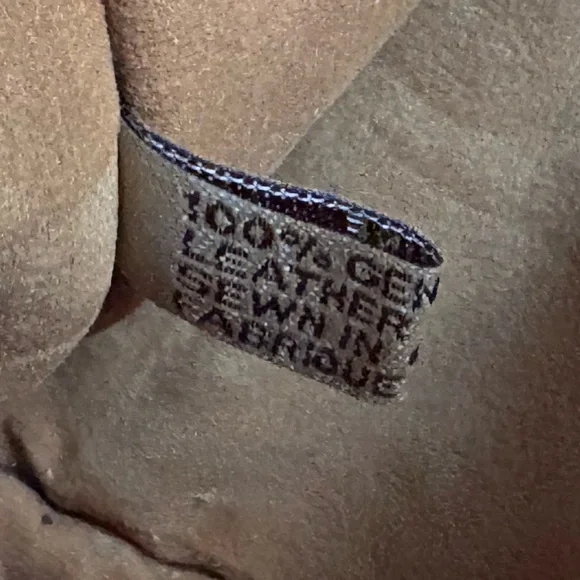 100% GEN
LEATHER
SEWN IN
FABRIQUE